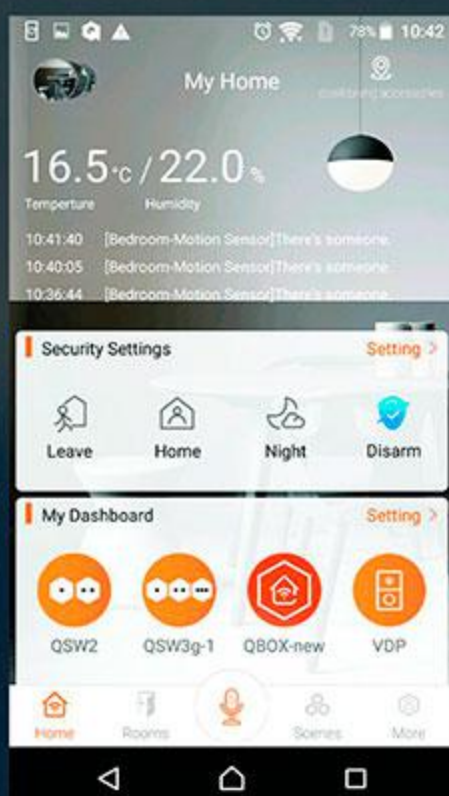 78% 10:42
My Home
conditioning accessories
16.5°C / 22.0 %
Temperture Humidity
10:41:40 [Bedroom-Motion Sensor]There's someone.
10:40:05 [Bedroom-Motion Sensor]There's someone.
10:36:44 [Bedroom-Motion Sensor]There's someone.
Security Settings Setting >
Leave Home Night Disarm
My Dashboard Setting >
QSW2 QSW3g-1 QBOX-new VDP
Home Rooms Scenes More